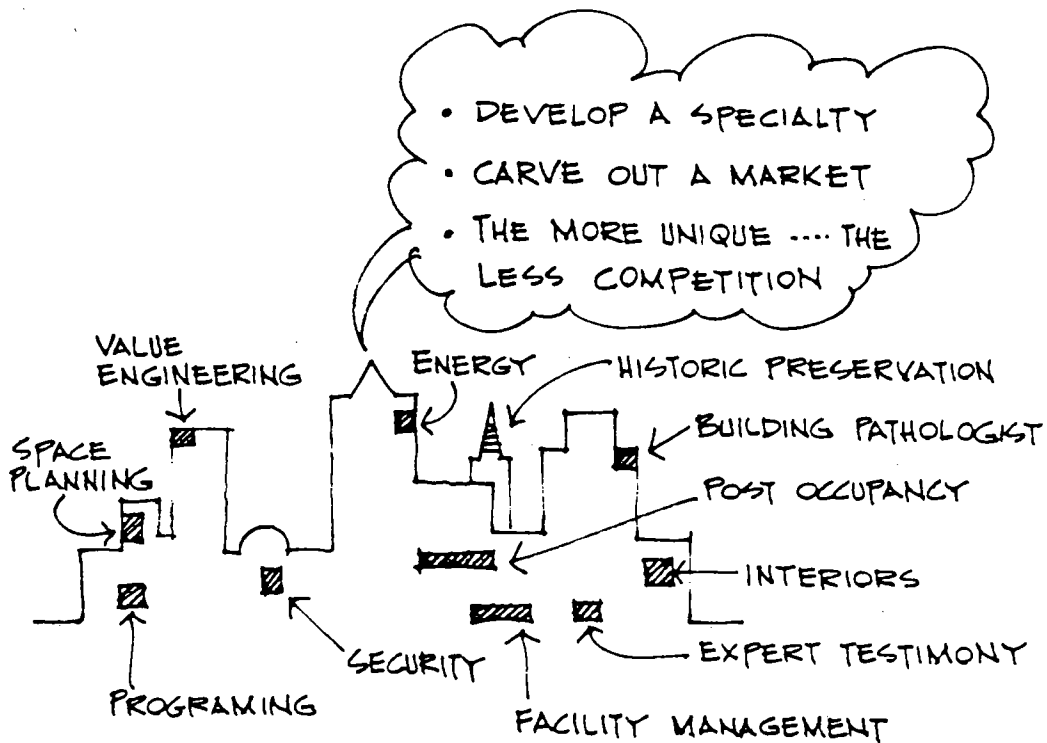 • DEVELOP A SPECIALTY
• CARVE OUT A MARKET
• THE MORE UNIQUE .... THE
LESS COMPETITION
VALUE
ENGINEERING
ENERGY
HISTORIC PRESERVATION
BUILDING PATHOLOGIST
SPACE
PLANNING
POST OCCUPANCY
INTERIORS
SECURITY
EXPERT TESTIMONY
PROGRAMING
FACILITY MANAGEMENT